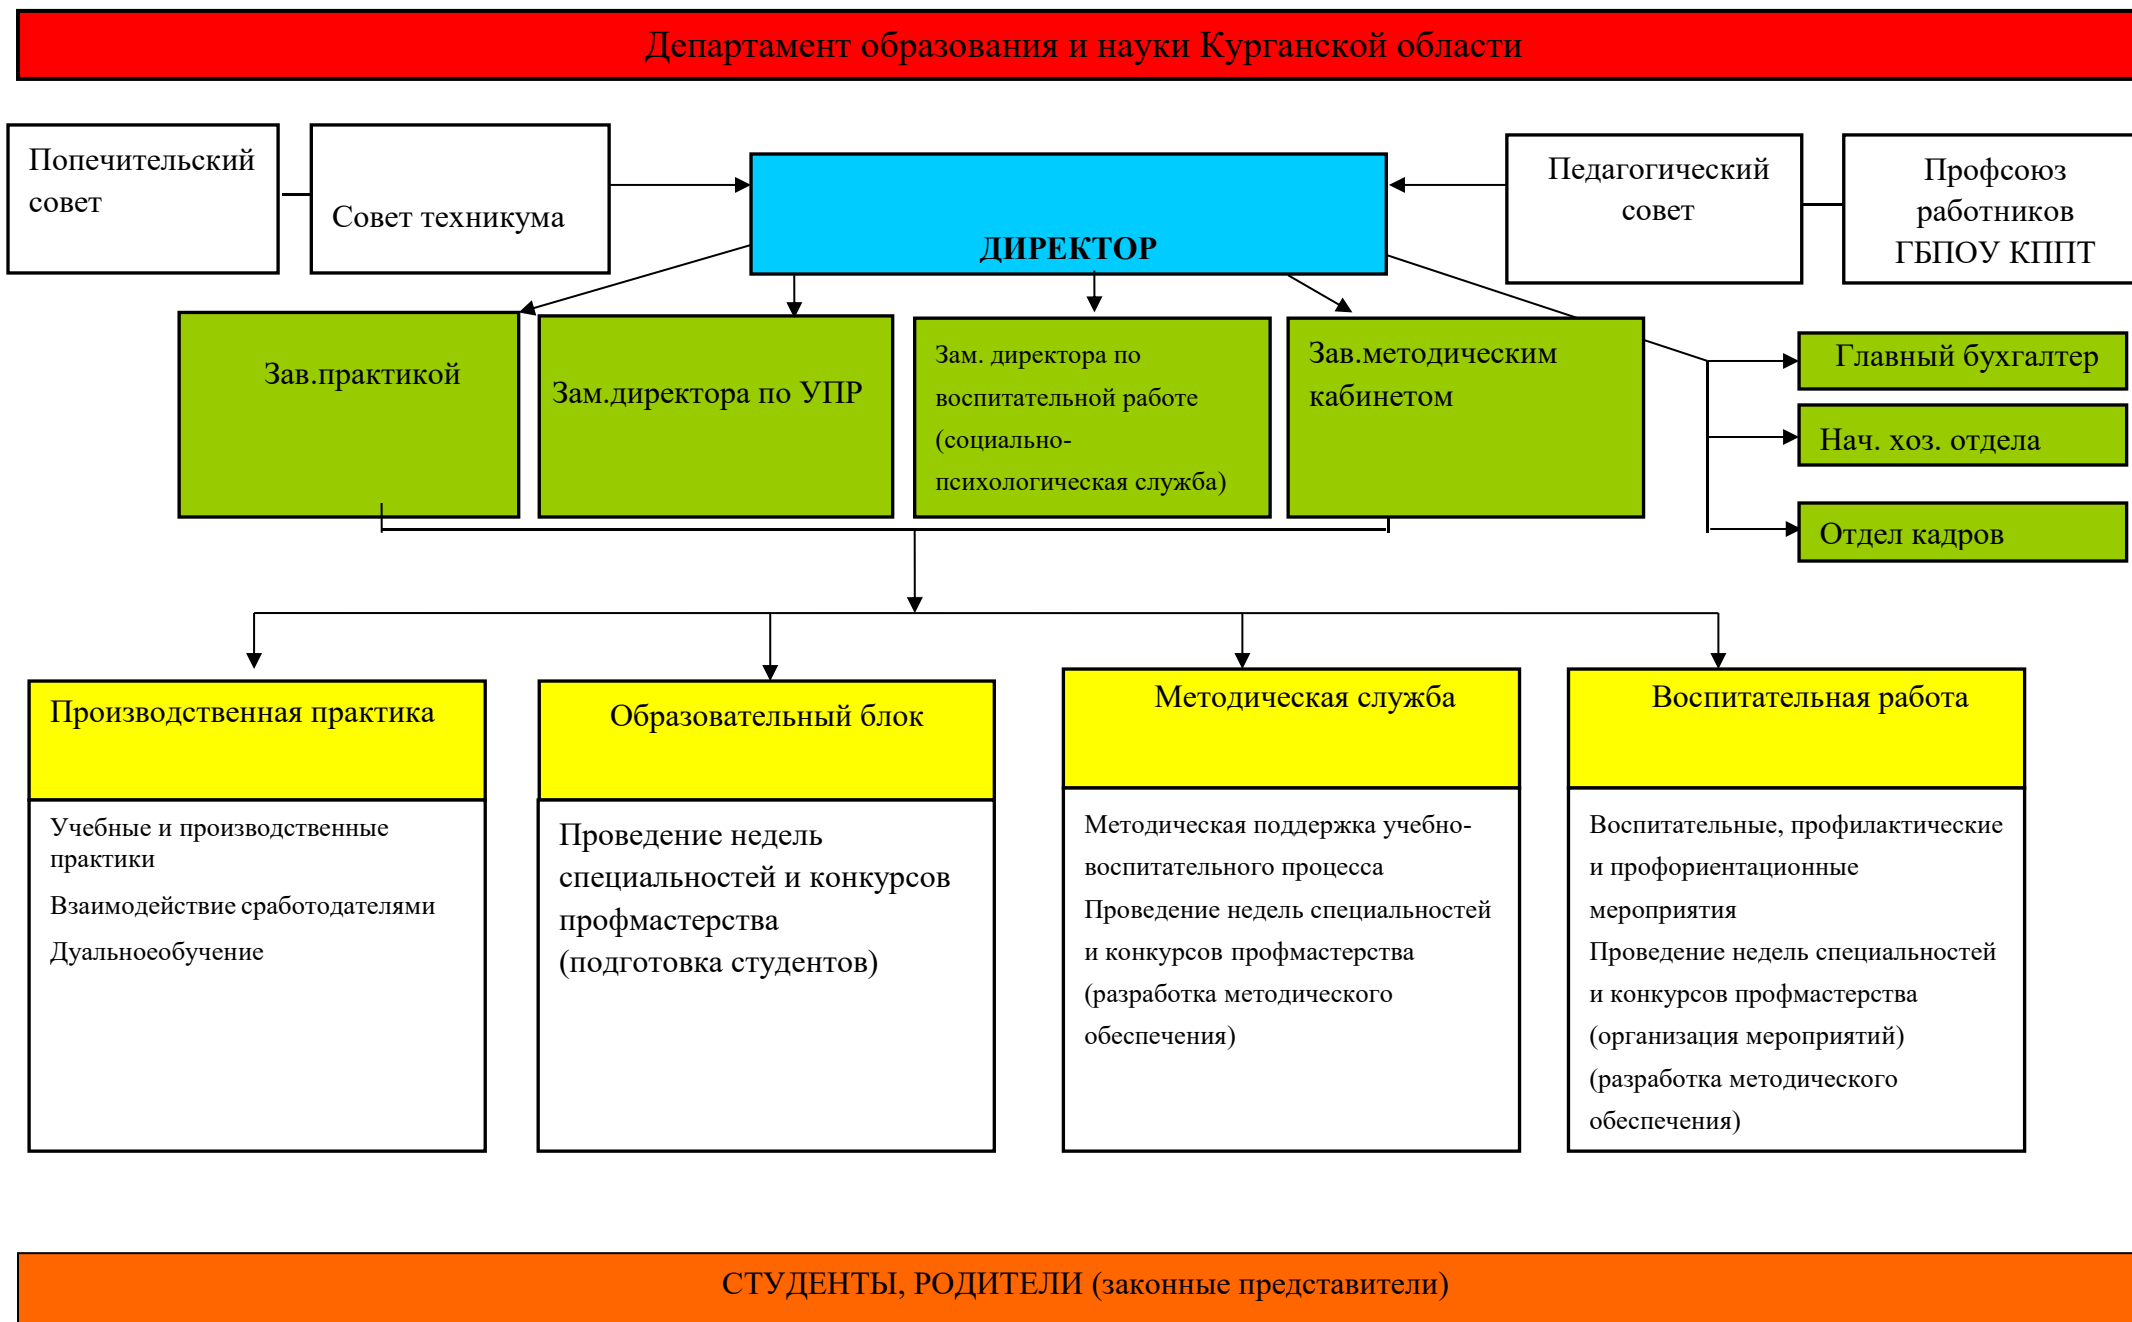 Департамент образования и науки Курганской области
Попечительский
совет
Совет техникума
ДИРЕКТОР
Педагогический
совет
Профсоюз
работников
ГБПОУ КППТ
Зав.практикой
Зам.директора по УПР
Зам. директора по
воспитательной работе
(социально-
психологическая служба)
Зав.методическим
кабинетом
Главный бухгалтер
Нач. хоз. отдела
Отдел кадров
Производственная практика
Учебные и производственные
практики
Взаимодействие сработодателями
Дуальноеобучение
Образовательный блок
Проведение недель
специальностей и конкурсов
профмастерства
(подготовка студентов)
Методическая служба
Методическая поддержка учебно-
воспитательного процесса
Проведение недель специальностей
и конкурсов профмастерства
(разработка методического
обеспечения)
Воспитательная работа
Воспитательные, профилактические
и профориентационные
мероприятия
Проведение недель специальностей
и конкурсов профмастерства
(организация мероприятий)
(разработка методического
обеспечения)
СТУДЕНТЫ, РОДИТЕЛИ (законные представители)